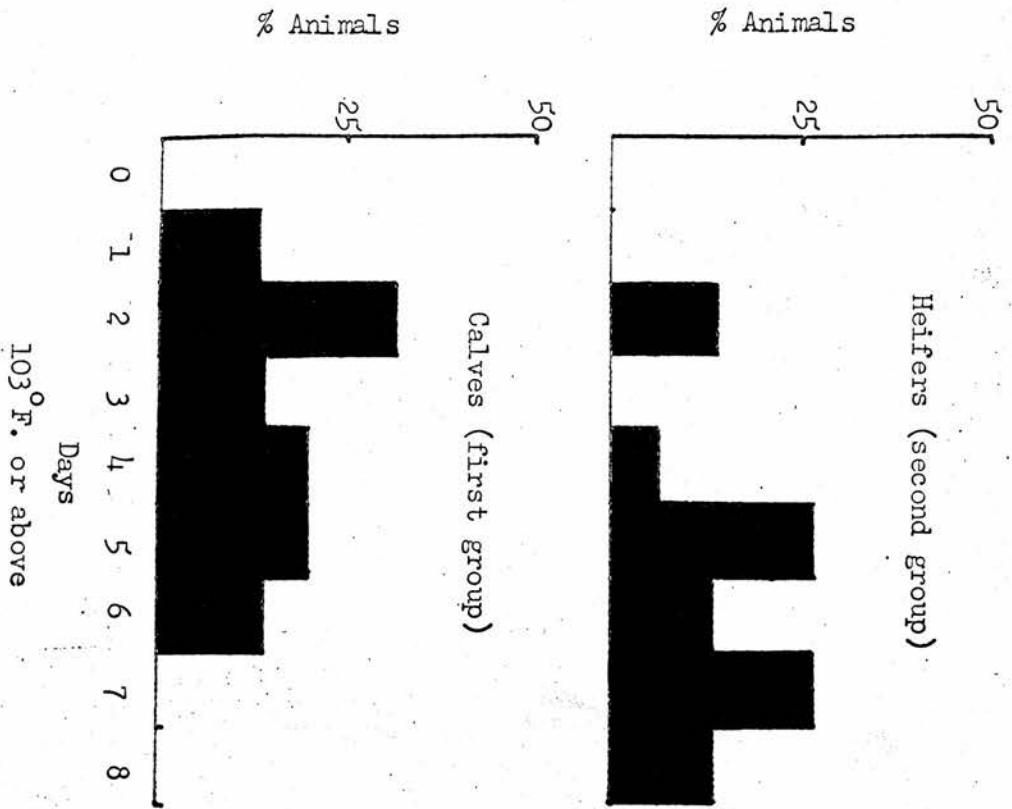 50
25
% Animals
Heifers (second group)
50
25
% Animals
Calves (first group)
0 1 2 3 4 5 6 7 8
Days
103°F. or above